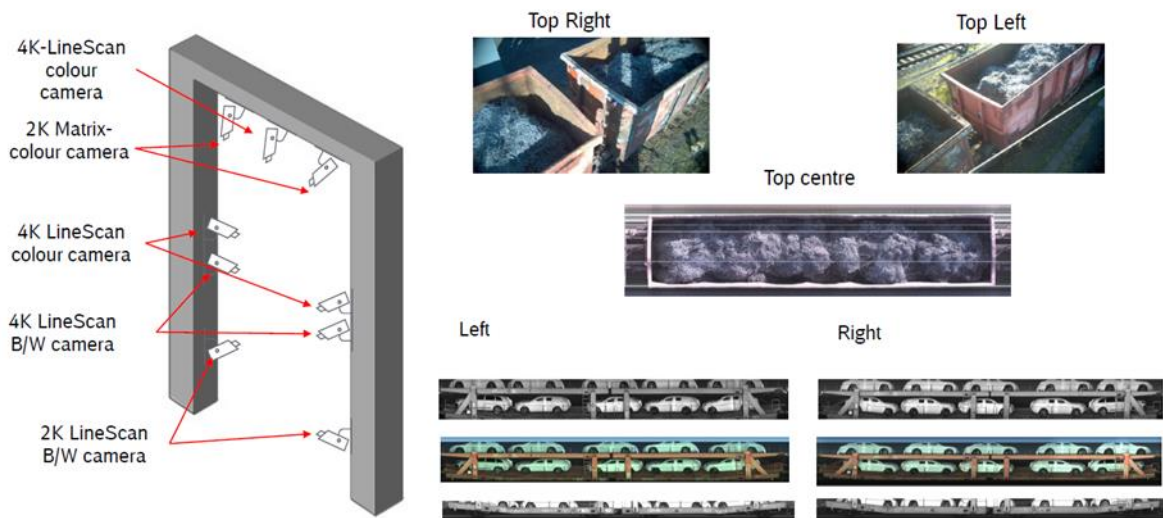 4K-LineScan
colour
camera
2K Matrix-
colour camera
4K LineScan
colour camera
4K LineScan
B/W camera
2K LineScan
B/W camera
Top Right
Top Left
Top centre
Left
Right